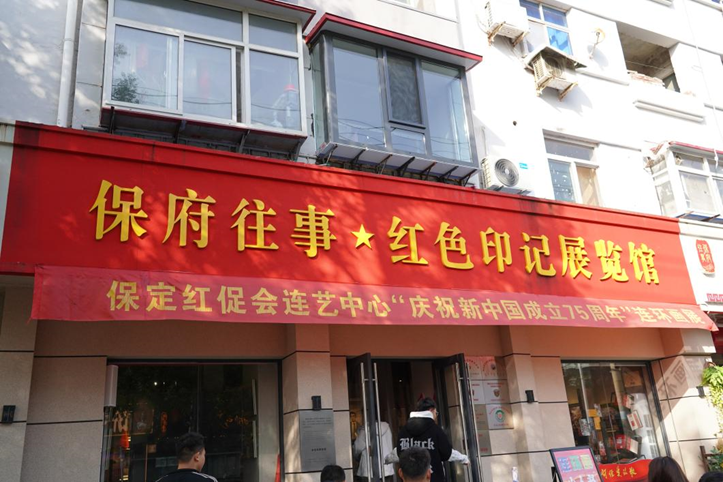 保府往事★红色印记展览馆
保定红促会连艺中心“庆祝新中国成立75周年”连环画
Black